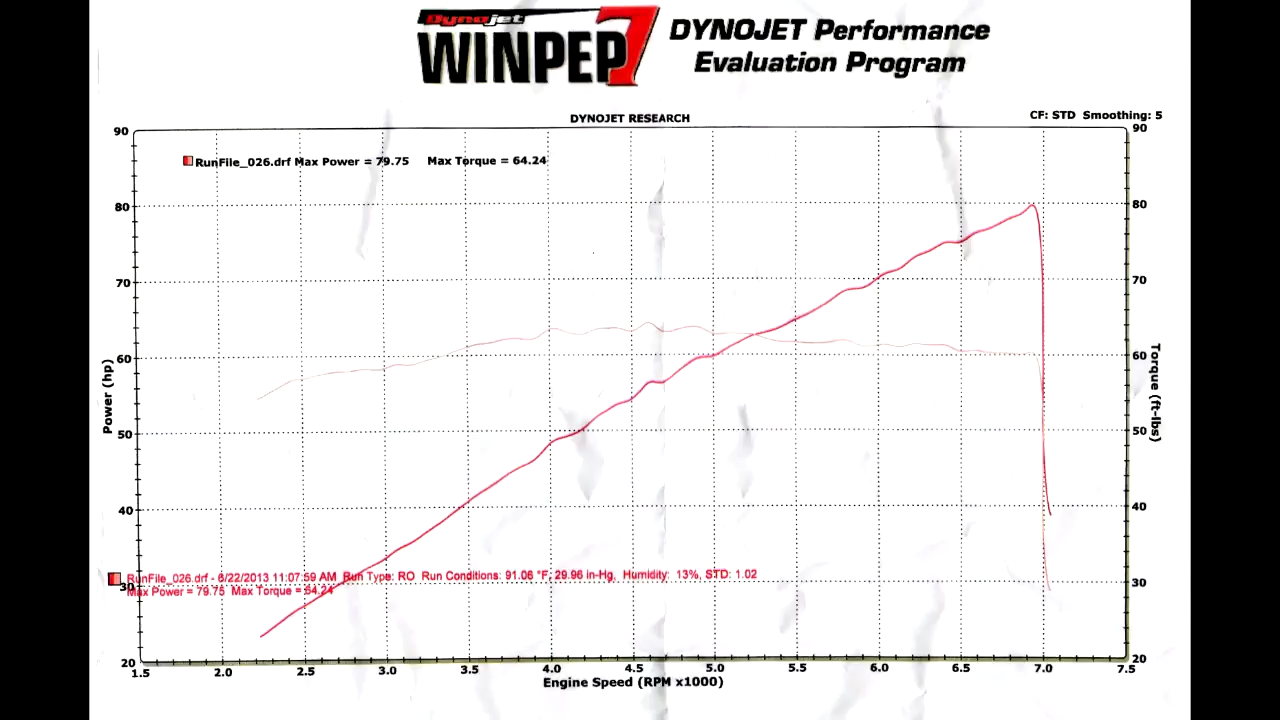 Dynojet
WINPEP7
DYNOJET Performance
Evaluation Program
DYNOJET RESEARCH
CF: STD Smoothing: 5
RunFile_026.drf Max Power = 79.75 Max Torque = 64.24
90
80
70
60
50
40
30
20
Power (hp)
90
80
70
60
50
40
30
20
Torque (ft-lbs)
RunFile_026.drf - 6/22/2013 11:07:59 AM Run Type: RO Run Conditions: 91.06 °F, 29.96 in-Hg, Humidity: 13%, STD: 1.02
Max Power = 79.75 Max Torque = 64.24
1.5 2.0 2.5 3.0 3.5 4.0 4.5 5.0 5.5 6.0 6.5 7.0 7.5
Engine Speed (RPM x1000)